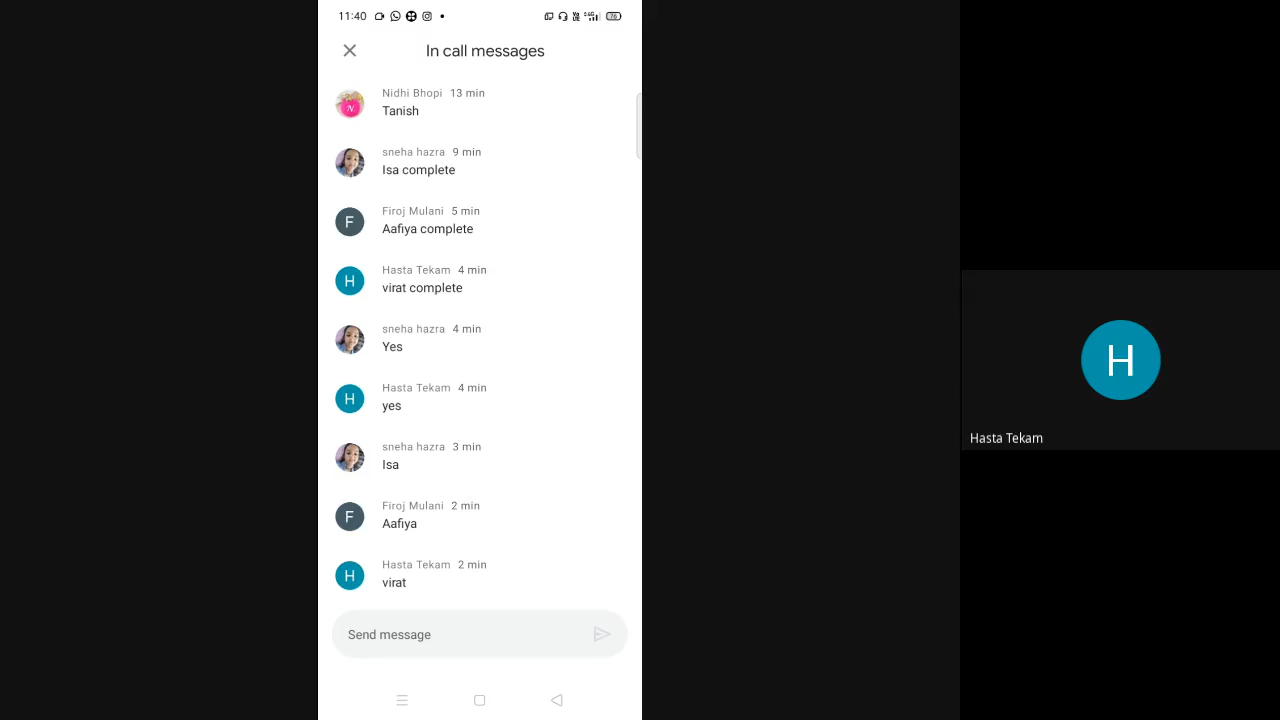 11:40
76
In call messages
Nidhi Bhopi 13 min
Tanish
sneha hazra 9 min
Isa complete
F
Firoj Mulani 5 min
Aafiya complete
H
Hasta Tekam 4 min
virat complete
sneha hazra 4 min
Yes
H
Hasta Tekam 4 min
yes
sneha hazra 3 min
Isa
F
Firoj Mulani 2 min
Aafiya
H
Hasta Tekam 2 min
virat
Send message
H
Hasta Tekam